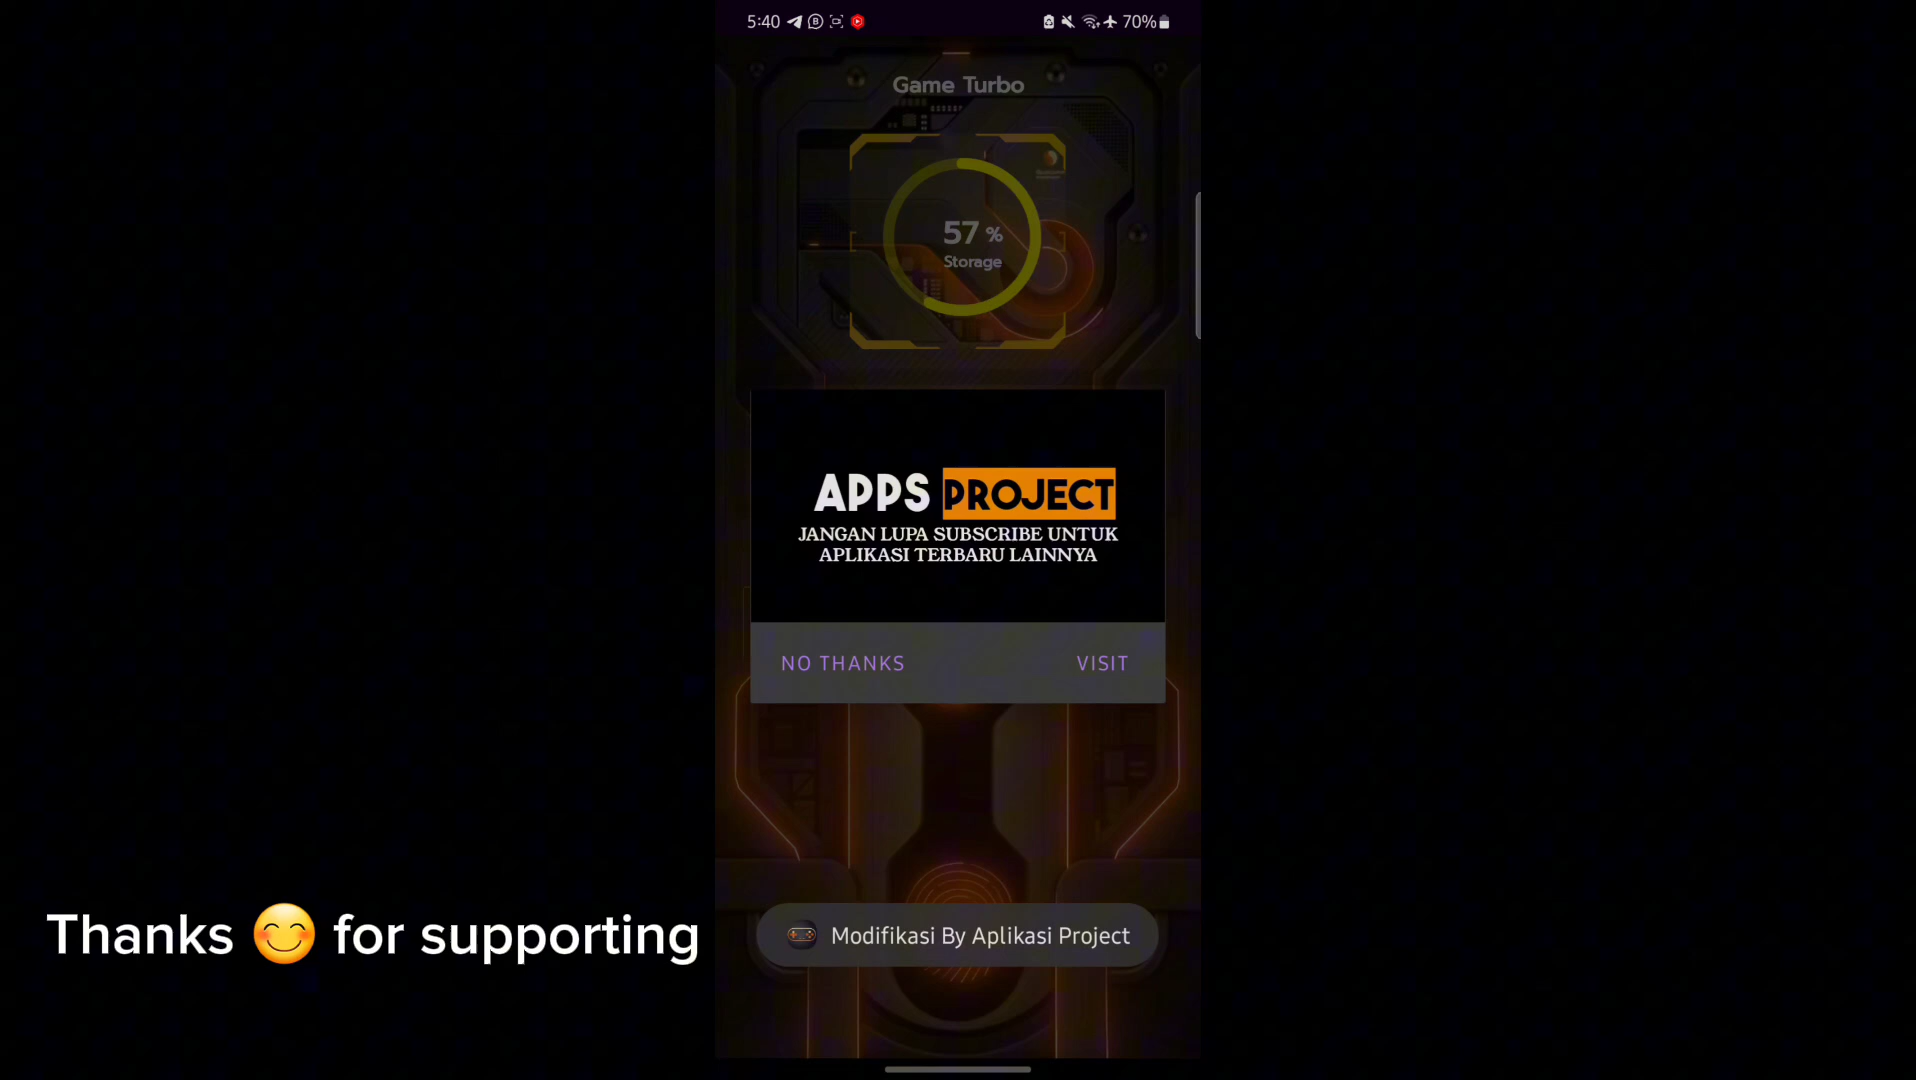 5:40
70%
Game Turbo
57 %
Storage
APPS PROJECT
JANGAN LUPA SUBSCRIBE UNTUK
APLIKASI TERBARU LAINNYA
NO THANKS
VISIT
Thanks 😊 for supporting
Modifikasi By Aplikasi Project